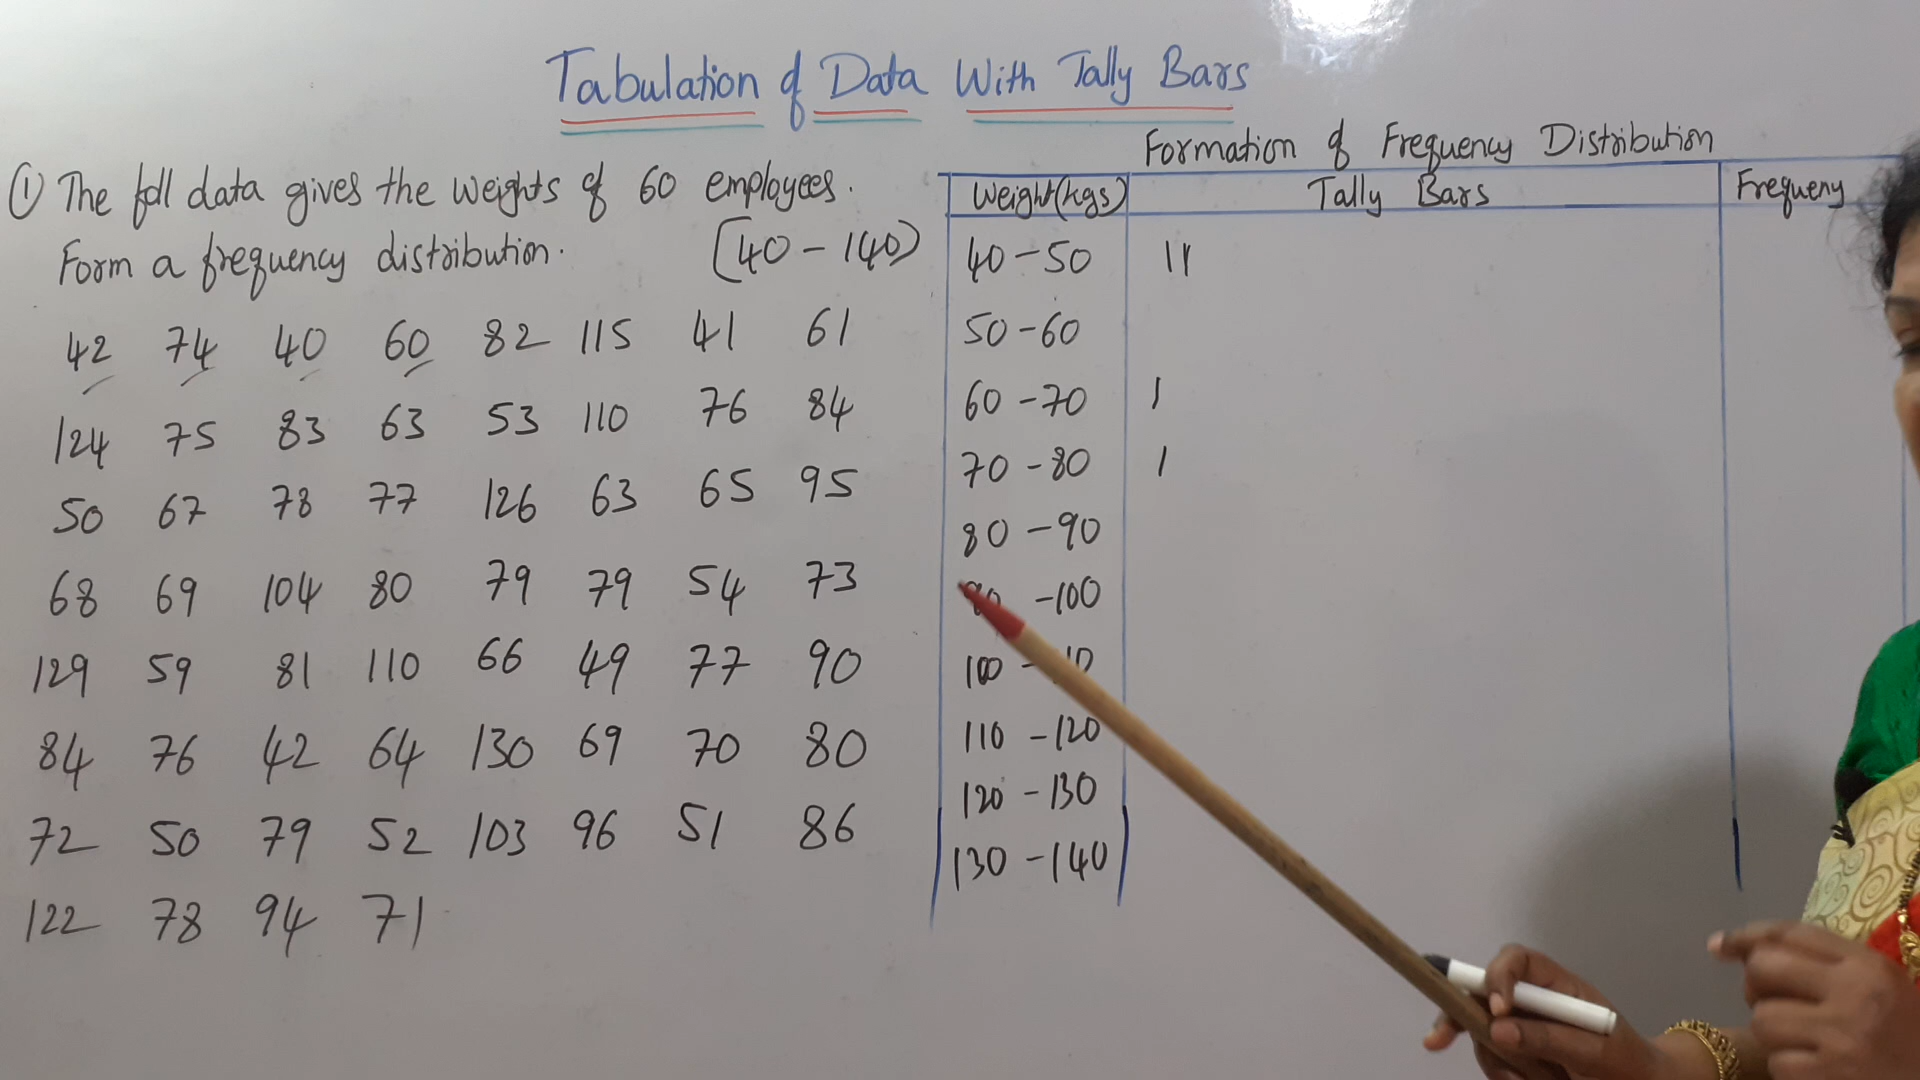 Tabulation of Data With Tally Bars
① The foll data gives the weights of 60 employees.
Form a frequency distribution. (40 - 140)
42 74 40 60 82 115 41 61
124 75 83 63 53 110 76 84
50 67 78 77 126 63 65 95
68 69 104 80 79 79 54 73
129 59 81 110 66 49 77 90
84 76 42 64 130 69 70 80
72 50 79 52 103 96 51 86
122 78 94 71
Formation of Frequency Distribution
Weight(kgs) Tally Bars Frequeny
40 - 50 ||
50 - 60
60 - 70 |
70 - 80 |
80 - 90
-100
100 -
110 - 120
120 - 130
130 - 140